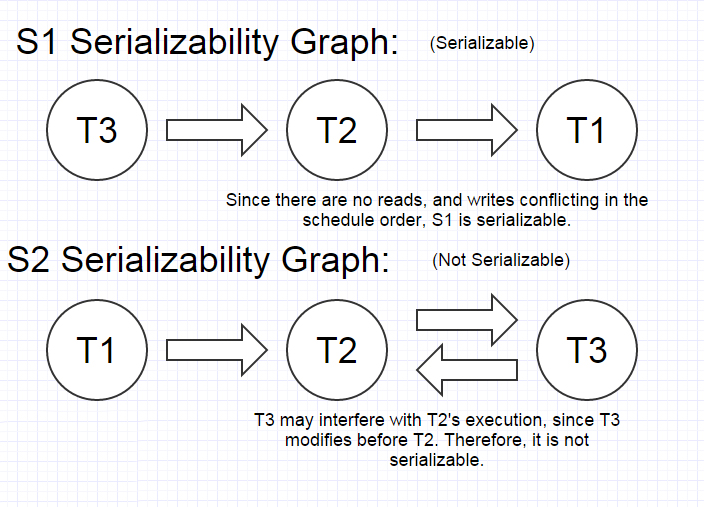 S1 Serializability Graph: (Serializable)
T3 T2 T1
Since there are no reads, and writes conflicting in the
schedule order, S1 is serializable.
S2 Serializability Graph: (Not Serializable)
T1 T2 T3
T3 may interfere with T2's execution, since T3
modifies before T2. Therefore, it is not
serializable.